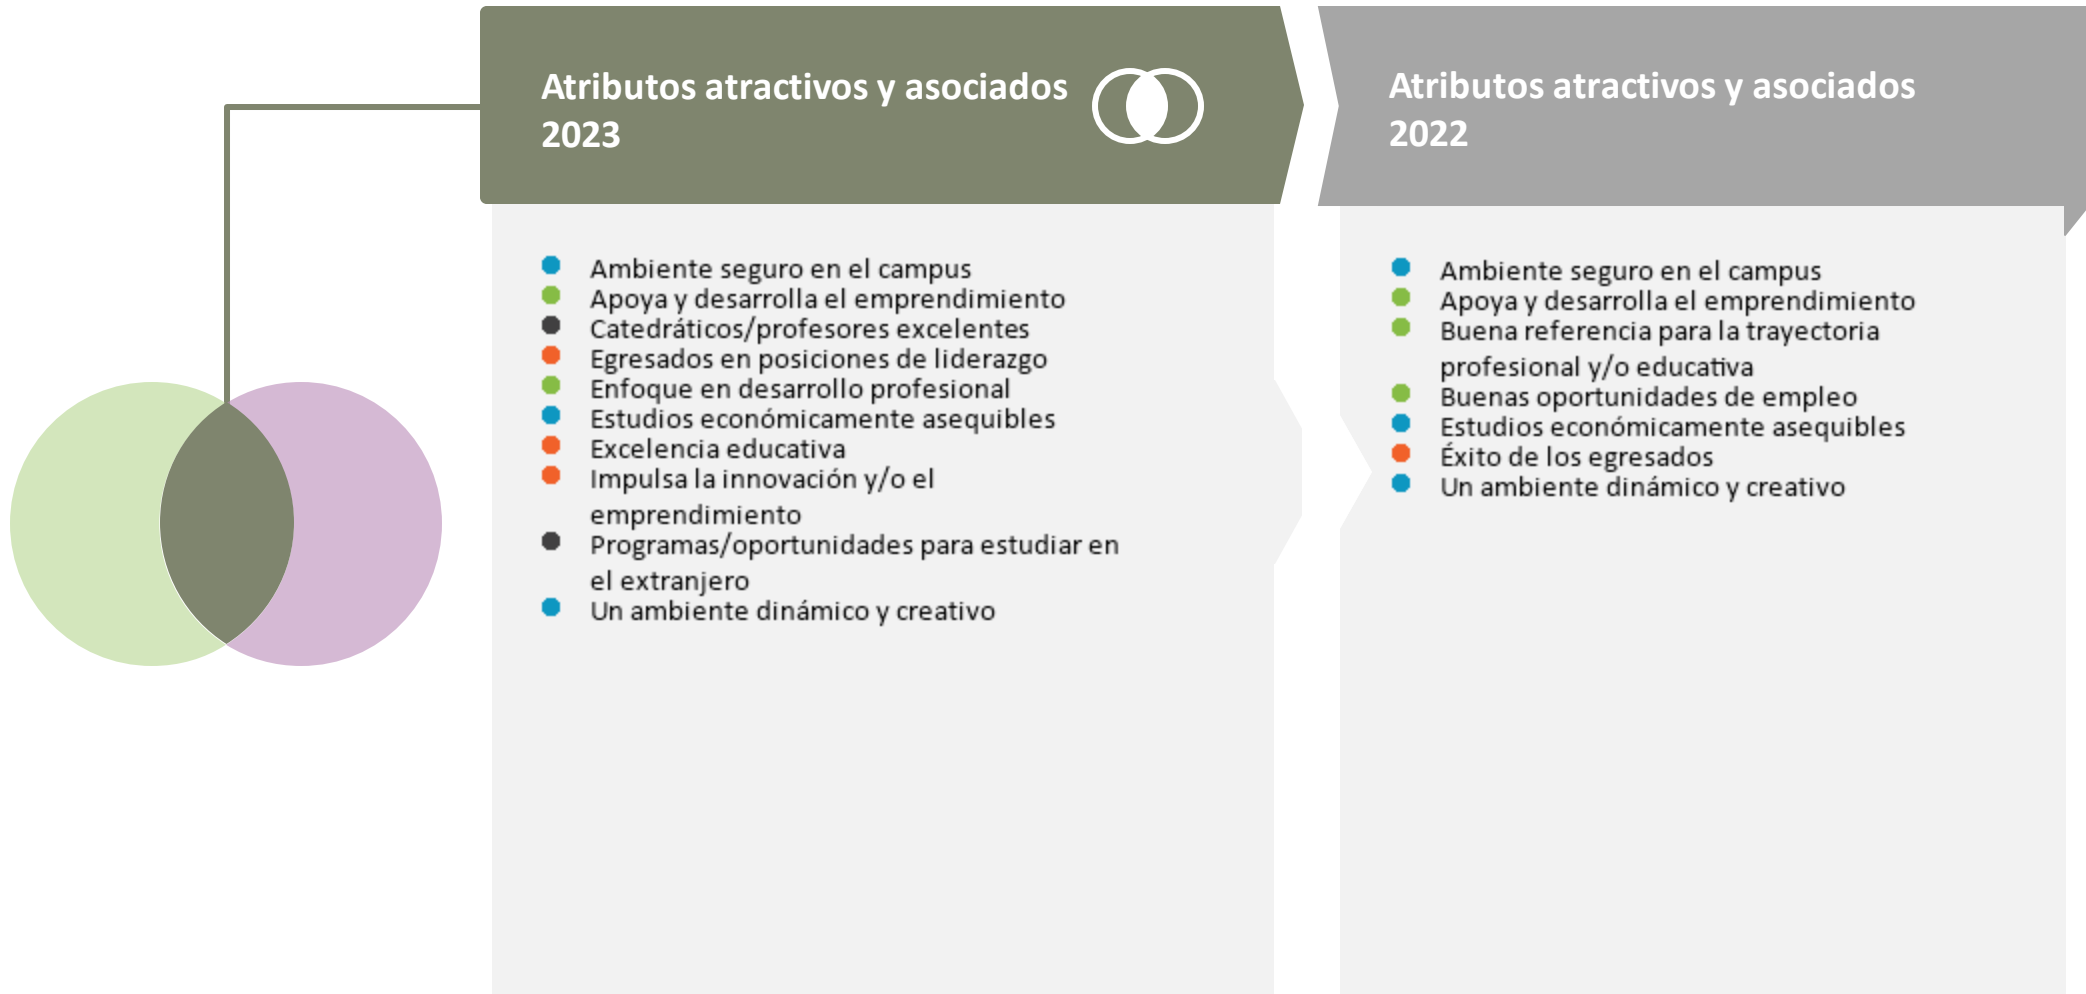 Atributos atractivos y asociados
2023
Ambiente seguro en el campus
Apoya y desarrolla el emprendimiento
Catedráticos/profesores excelentes
Egresados en posiciones de liderazgo
Enfoque en desarrollo profesional
Estudios económicamente asequibles
Excelencia educativa
Impulsa la innovación y/o el
emprendimiento
Programas/oportunidades para estudiar en
el extranjero
Un ambiente dinámico y creativo
Atributos atractivos y asociados
2022
Ambiente seguro en el campus
Apoya y desarrolla el emprendimiento
Buena referencia para la trayectoria
profesional y/o educativa
Buenas oportunidades de empleo
Estudios económicamente asequibles
Éxito de los egresados
Un ambiente dinámico y creativo